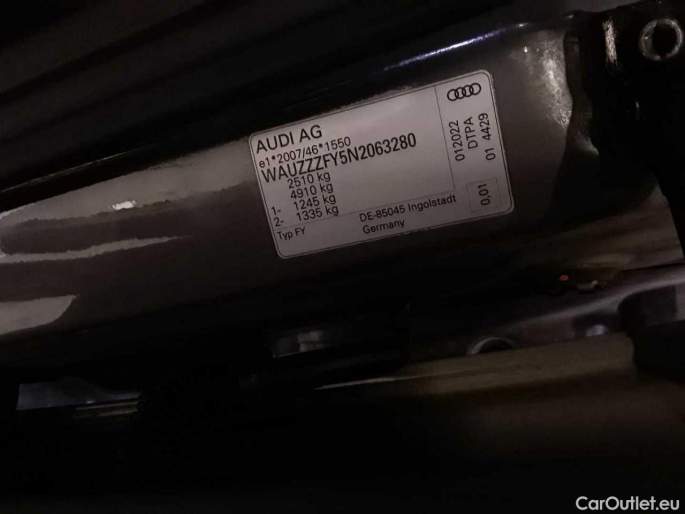 AUDI AG
e1*2007/46*1550
WAUZZZFY5N2063280
2510 kg
4910 kg
1- 1245 kg
2- 1335 kg
Typ FY
DE-85045 Ingolstadt
Germany
012022
DTPA
01 4429
0,01
CarOutlet.eu